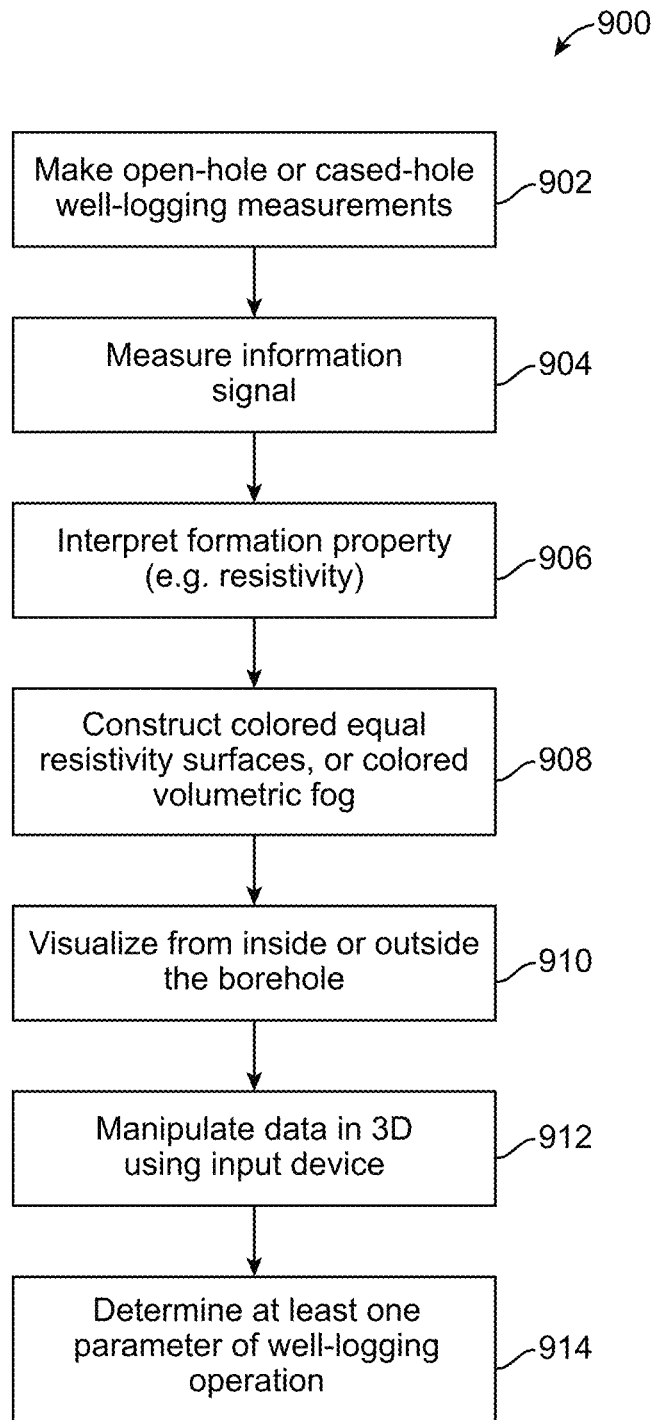 900
Make open-hole or cased-hole
well-logging measurements
902
Measure information
signal
904
Interpret formation property
(e.g. resistivity)
906
Construct colored equal
resistivity surfaces, or colored
volumetric fog
908
Visualize from inside or outside
the borehole
910
Manipulate data in 3D
using input device
912
Determine at least one
parameter of well-logging
operation
914